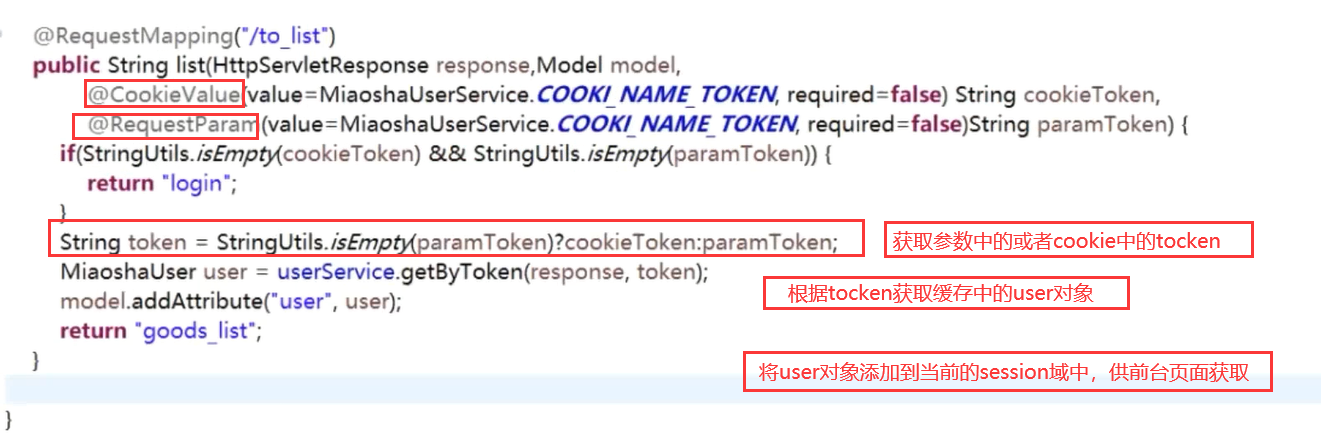 @RequestMapping("/to_list")
public String list(HttpServletResponse response,Model model,
@CookieValue(value=MiaoshaUserService.COOKI_NAME_TOKEN, required=false) String cookieToken,
@RequestParam(value=MiaoshaUserService.COOKI_NAME_TOKEN, required=false)String paramToken) {
if(StringUtils.isEmpty(cookieToken) && StringUtils.isEmpty(paramToken)) {
return "login";
}
String token = StringUtils.isEmpty(paramToken)?cookieToken:paramToken;
获取参数中的或者cookie中的tocken
MiaoshaUser user = userService.getByToken(response, token);
根据tocken获取缓存中的user对象
model.addAttribute("user", user);
return "goods_list";
}
将user对象添加到当前的session域中，供前台页面获取
}